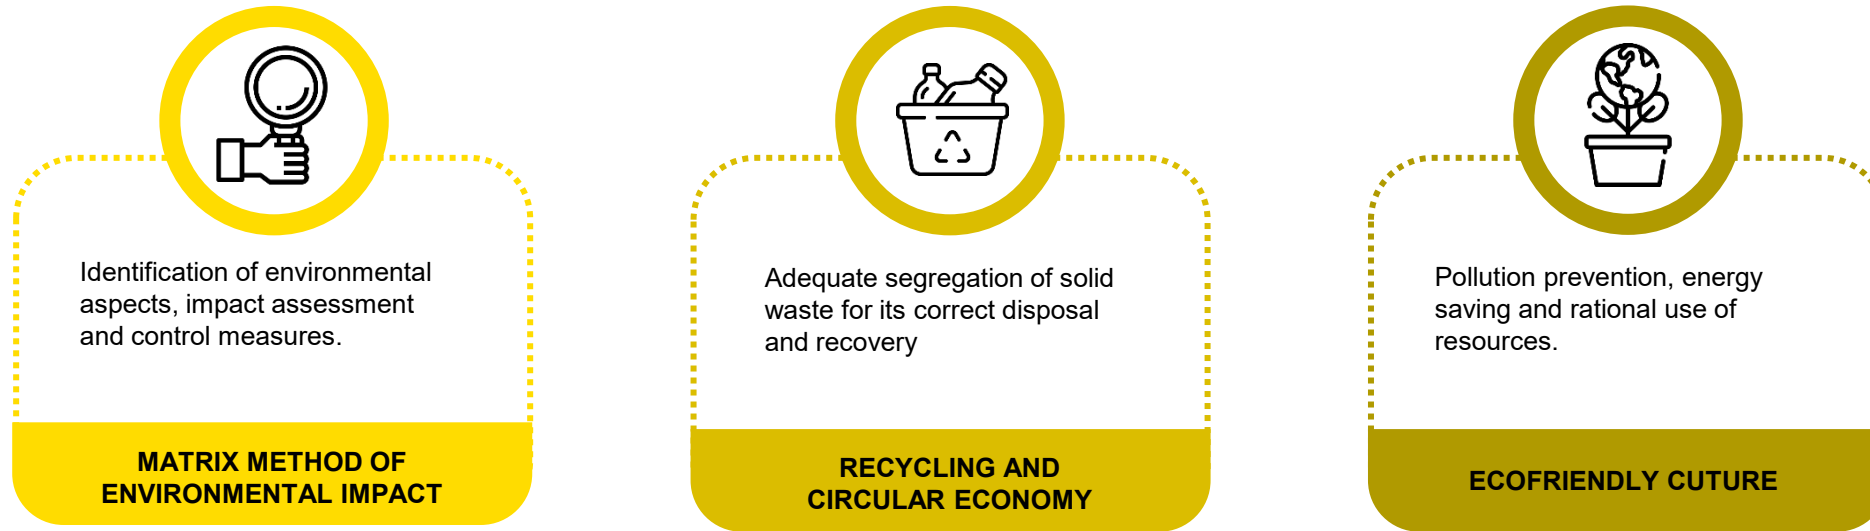 Identification of environmental
aspects, impact assessment
and control measures.
MATRIX METHOD OF
ENVIRONMENTAL IMPACT
Adequate segregation of solid
waste for its correct disposal
and recovery
RECYCLING AND
CIRCULAR ECONOMY
Pollution prevention, energy
saving and rational use of
resources.
ECOFRIENDLY CUTURE